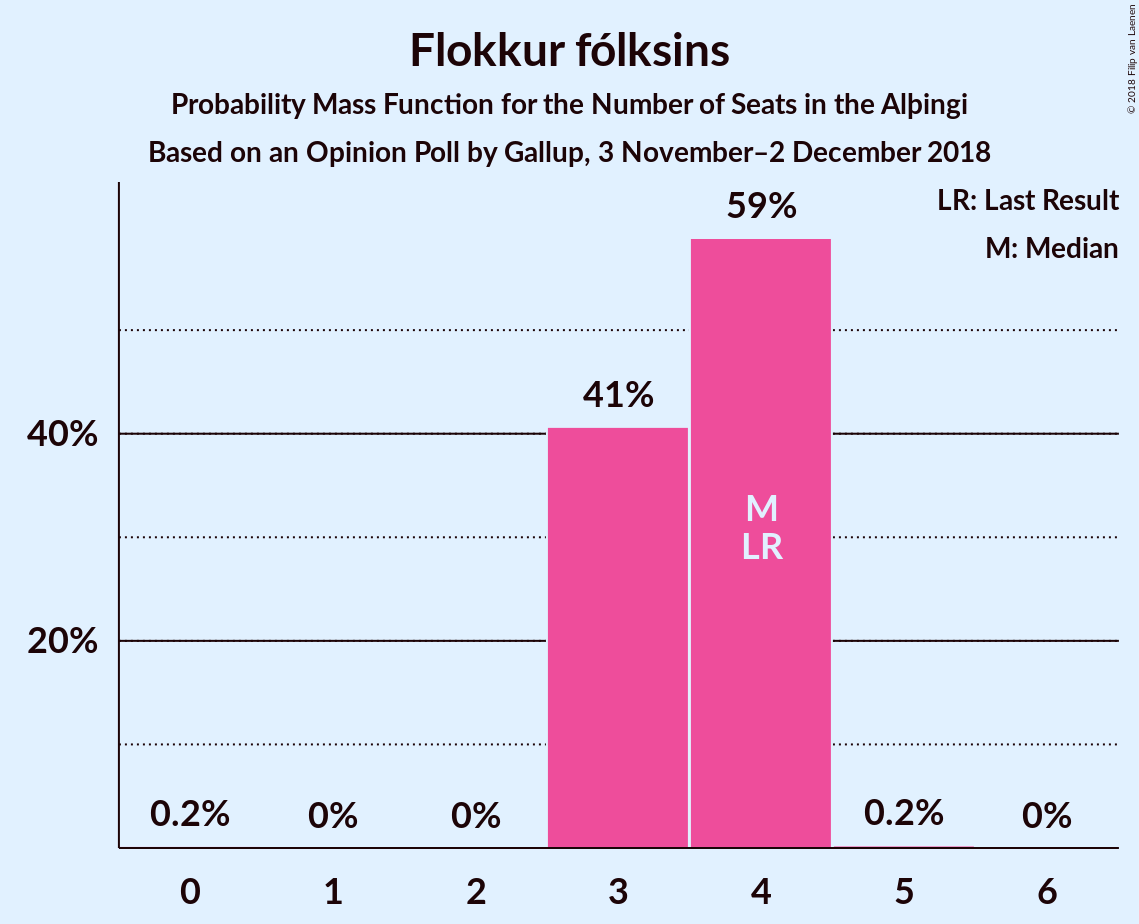 Flokkur fólksins
Probability Mass Function for the Number of Seats in the Alþingi
Based on an Opinion Poll by Gallup, 3 November–2 December 2018
© 2018 Filip van Laenen
LR: Last Result
M: Median
59%
41%
40%
M
LR
20%
0.2%
0%
0%
0.2%
0%
0
1
2
3
4
5
6